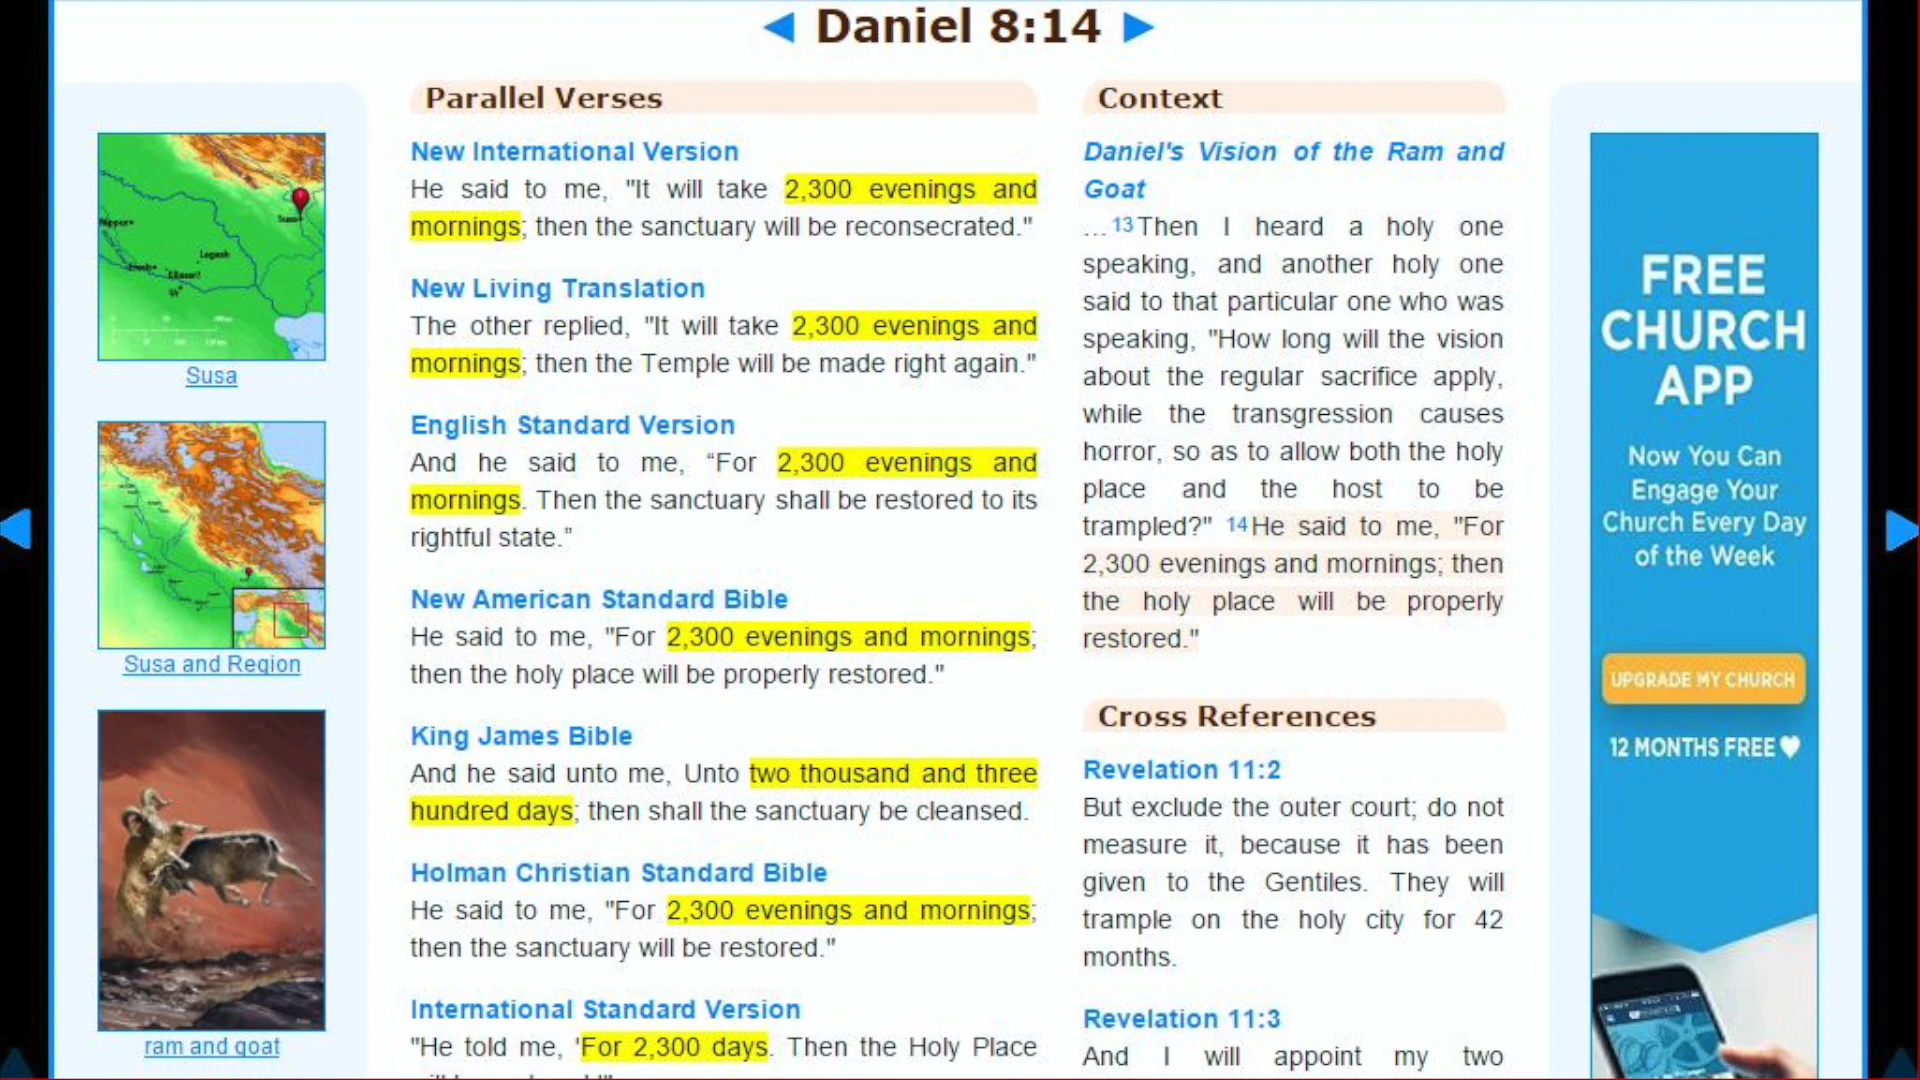 Daniel 8:14
Susa
Susa and Region
ram and goat
Parallel Verses
New International Version
He said to me, "It will take 2,300 evenings and
mornings; then the sanctuary will be reconsecrated."
New Living Translation
The other replied, "It will take 2,300 evenings and
mornings; then the Temple will be made right again."
English Standard Version
And he said to me, “For 2,300 evenings and
mornings. Then the sanctuary shall be restored to its
rightful state.”
New American Standard Bible
He said to me, "For 2,300 evenings and mornings;
then the holy place will be properly restored."
King James Bible
And he said unto me, Unto two thousand and three
hundred days; then shall the sanctuary be cleansed.
Holman Christian Standard Bible
He said to me, "For 2,300 evenings and mornings;
then the sanctuary will be restored."
International Standard Version
"He told me, 'For 2,300 days. Then the Holy Place
Context
Daniel's Vision of the Ram and
Goat
…13Then I heard a holy one
speaking, and another holy one
said to that particular one who was
speaking, "How long will the vision
about the regular sacrifice apply,
while the transgression causes
horror, so as to allow both the holy
place and the host to be
trampled?" 14He said to me, "For
2,300 evenings and mornings; then
the holy place will be properly
restored."
Cross References
Revelation 11:2
But exclude the outer court; do not
measure it, because it has been
given to the Gentiles. They will
trample on the holy city for 42
months.
Revelation 11:3
And I will appoint my two
FREE
CHURCH
APP
Now You Can
Engage Your
Church Every Day
of the Week
UPGRADE MY CHURCH
12 MONTHS FREE